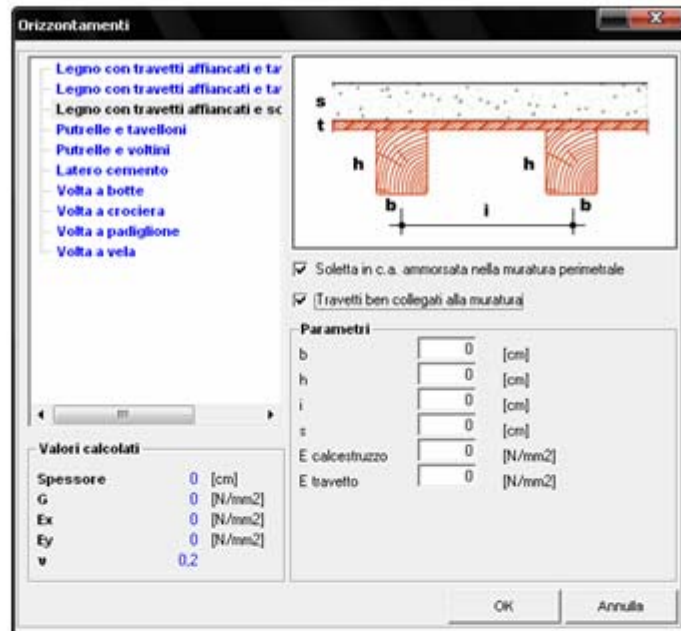 Orizzontamenti
Legno con travetti affiancati e tav
Legno con travetti affiancati e tav
Legno con travetti affiancati e so
Putrelle e tavelloni
Putrelle e voltini
Latero cemento
Volta a botte
Volta a crociera
Volta a padiglione
Volta a vela
s
t
h h
b b
i
Soletta in c.a. ammorsata nella muratura perimetrale
Travetti ben collegati alla muratura
Parametri
b 0 [cm]
h 0 [cm]
i 0 [cm]
s 0 [cm]
E calcestruzzo 0 [N/mm2]
E travetto 0 [N/mm2]
Valori calcolati
Spessore 0 [cm]
G 0 [N/mm2]
Ex 0 [N/mm2]
Ey 0 [N/mm2]
ν 0,2
OK Annulla